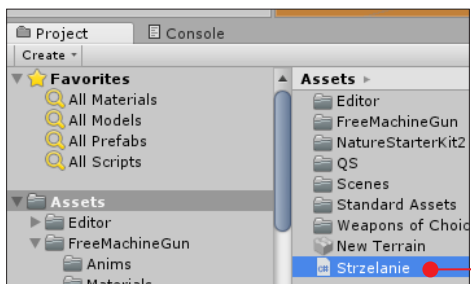 Project
Console
Create
Favorites
All Materials
All Models
All Prefabs
All Scripts
Assets
Editor
FreeMachineGun
Anims
Materials
Assets
Editor
FreeMachineGun
NatureStarterKit2
QS
Scenes
Standard Assets
Weapons of Choic
New Terrain
C# Strzelanie